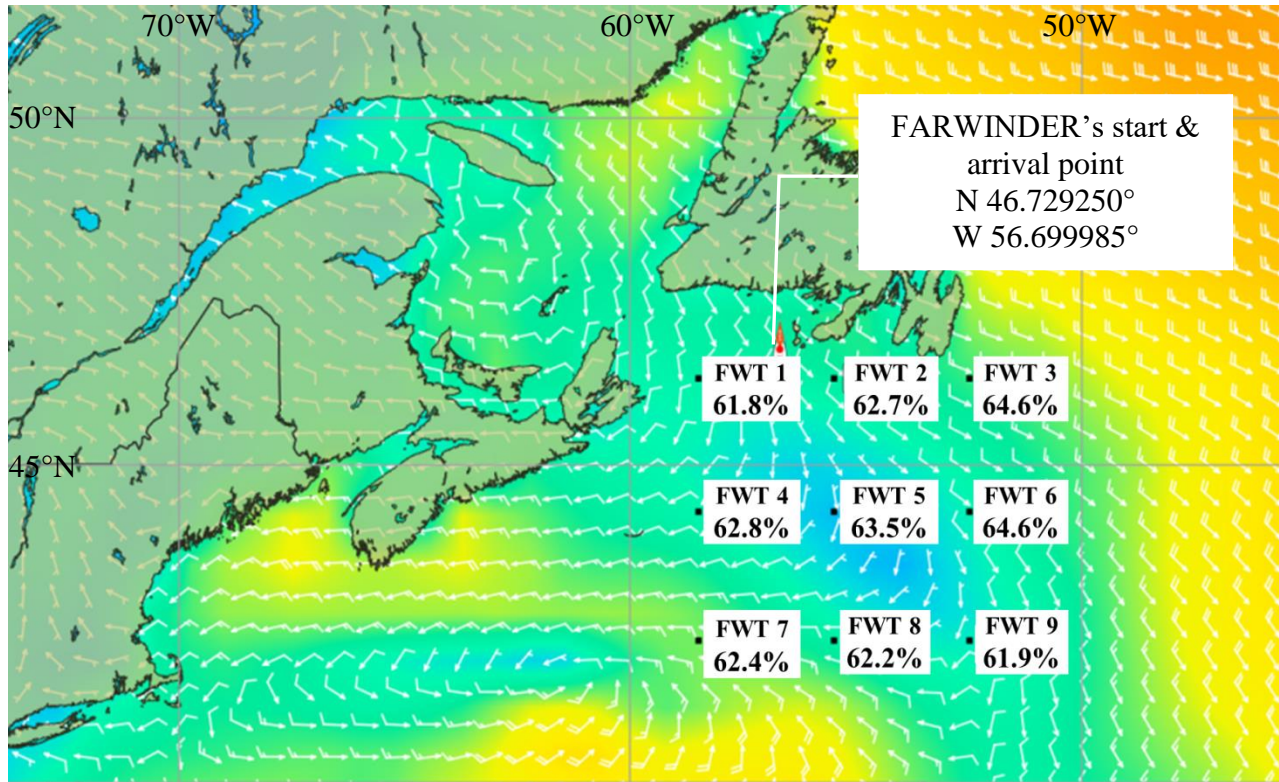 70°W
60°W
50°W
50°N
FARWINDER’s start &
arrival point
N 46.729250°
W 56.699985°
FWT 1
61.8%
FWT 2
62.7%
FWT 3
64.6%
45°N
FWT 4
62.8%
FWT 5
63.5%
FWT 6
64.6%
FWT 7
62.4%
FWT 8
62.2%
FWT 9
61.9%